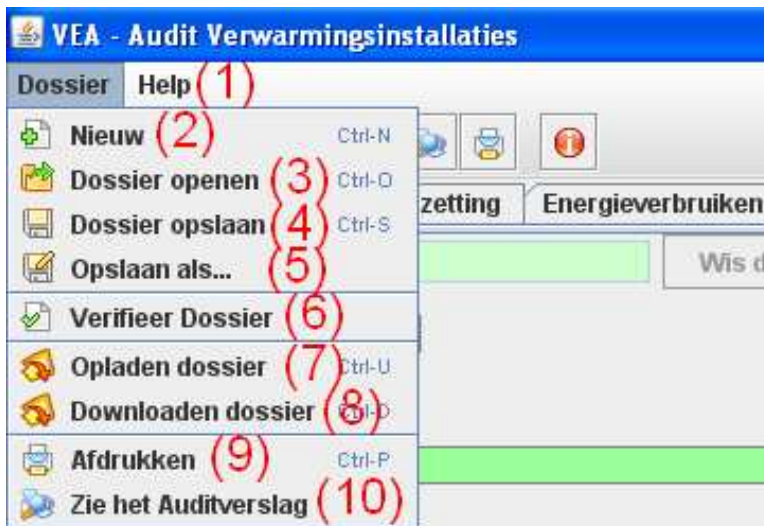 VEA - Audit Verwarmingsinstallaties
Dossier Help (1)
Nieuw (2) Ctrl-N
Dossier openen (3) Ctrl-O
Dossier opslaan (4) Ctrl-S
Opslaan als... (5)
Verifieer Dossier (6)
Opladen dossier (7) Ctrl-U
Downloaden dossier (8) Ctrl-D
Afdrukken (9) Ctrl-P
Zie het Auditverslag (10)
zetting Energieverbruiken
Wis d